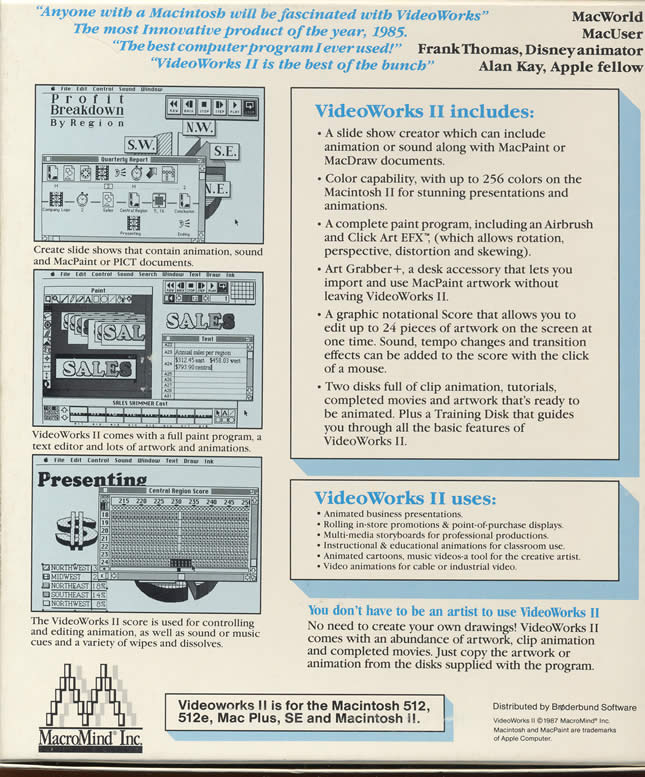 "Anyone with a Macintosh will be fascinated with VideoWorks" MacWorld
The most Innovative product of the year, 1985. MacUser
"The best computer program I ever used!" Frank Thomas, Disney animator
"VideoWorks II is the best of the bunch" Alan Kay, Apple fellow
File Edit Control Sound Window
Profit
Breakdown
By Region
N.W.
S.W.
S.E.
N.E.
Quarterly Report
Company Logo
Sales
Central Region
Conclusion
Presenting
Ending
Create slide shows that contain animation, sound
and MacPaint or PICT documents.
File Edit Control Sound Search Window Text Draw Ink
Paint
SALES
SALES
SALES
Text
Annual sales per region
$312.45 east $458.03 west
$793.90 central
SALES SHIMMER Cast
VideoWorks II comes with a full paint program, a
text editor and lots of artwork and animations.
File Edit Control Sound Window Text Draw Ink
Presenting
Central Region Score
215 220 225 230 235 240 245
18
19
20
21
22
23
24
$
NORTHWEST
MIDWEST
NORTHEAST 18%
SOUTHEAST 14%
NORTHWEST 8%
The VideoWorks II score is used for controlling
and editing animation, as well as sound or music
cues and a variety of wipes and dissolves.
VideoWorks II includes:
• A slide show creator which can include
animation or sound along with MacPaint or
MacDraw documents.
• Color capability, with up to 256 colors on the
Macintosh II for stunning presentations and
animations.
• A complete paint program, including an Airbrush
and Click Art EFX™, (which allows rotation,
perspective, distortion and skewing).
• Art Grabber+, a desk accessory that lets you
import and use MacPaint artwork without
leaving VideoWorks II.
• A graphic notational Score that allows you to
edit up to 24 pieces of artwork on the screen at
one time. Sound, tempo changes and transition
effects can be added to the score with the click
of a mouse.
• Two disks full of clip animation, tutorials,
completed movies and artwork that's ready to
be animated. Plus a Training Disk that guides
you through all the basic features of
VideoWorks II.
VideoWorks II uses:
• Animated business presentations.
• Rolling in-store promotions & point-of-purchase displays.
• Multi-media storyboards for professional productions.
• Instructional & educational animations for classroom use.
• Animated cartoons, music videos-a tool for the creative artist.
• Video animations for cable or industrial video.
You don't have to be an artist to use VideoWorks II
No need to create your own drawings! VideoWorks II
comes with an abundance of artwork, clip animation
and completed movies. Just copy the artwork or
animation from the disks supplied with the program.
MacroMind® Inc.
Videoworks II is for the Macintosh 512,
512e, Mac Plus, SE and Macintosh II.
Distributed by Brøderbund Software
VideoWorks II ©1987 MacroMind® Inc.
Macintosh and MacPaint are trademarks
of Apple Computer.